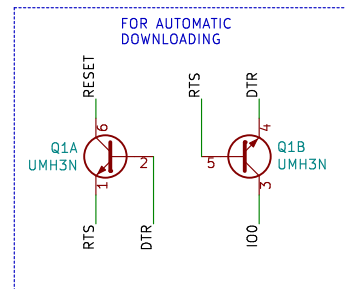 FOR AUTOMATIC
DOWNLOADING
RESET
RTS
DTR
6
4
Q1A
UMH3N
2
5
Q1B
UMH3N
1
3
RTS
DTR
IO0